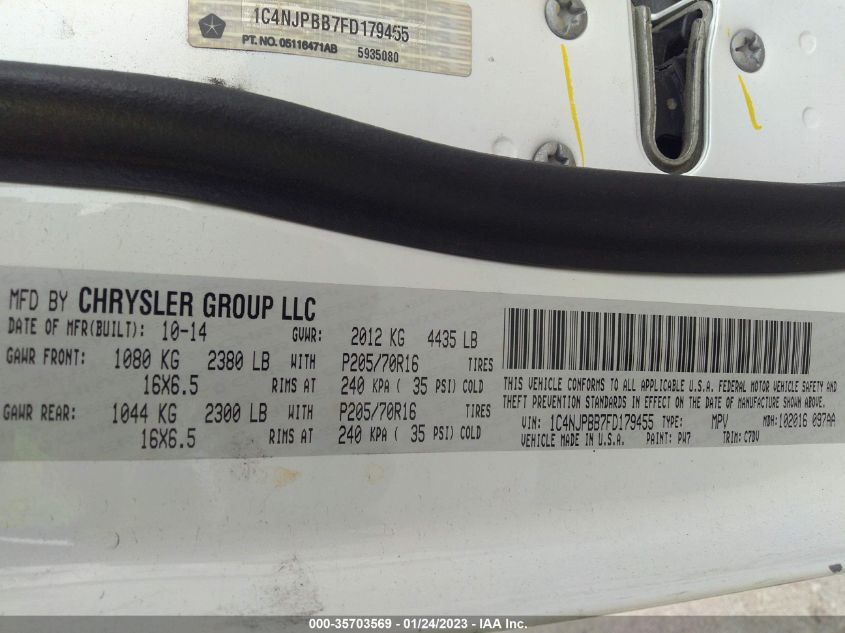 1C4NJPBB7FD179455
PT. NO. 05116471AB 5935080
MFD BY CHRYSLER GROUP LLC
DATE OF MFR(BUILT): 10-14 GVWR: 2012 KG 4435 LB
GAWR FRONT: 1080 KG 2380 LB WITH P205/70R16 TIRES
16X6.5 RIMS AT 240 KPA ( 35 PSI) COLD
GAWR REAR: 1044 KG 2300 LB WITH P205/70R16 TIRES
16X6.5 RIMS AT 240 KPA ( 35 PSI) COLD
THIS VEHICLE CONFORMS TO ALL APPLICABLE U.S.A. FEDERAL MOTOR VEHICLE SAFETY AND
THEFT PREVENTION STANDARDS IN EFFECT ON THE DATE OF MANUFACTURE SHOWN ABOVE.
VIN: 1C4NJPBB7FD179455 TYPE: MPV MDH:102016 097AA
VEHICLE MADE IN U.S.A. PAINT: PW7 TRIM: C7DV
000-35703569 - 01/24/2023 - IAA Inc.